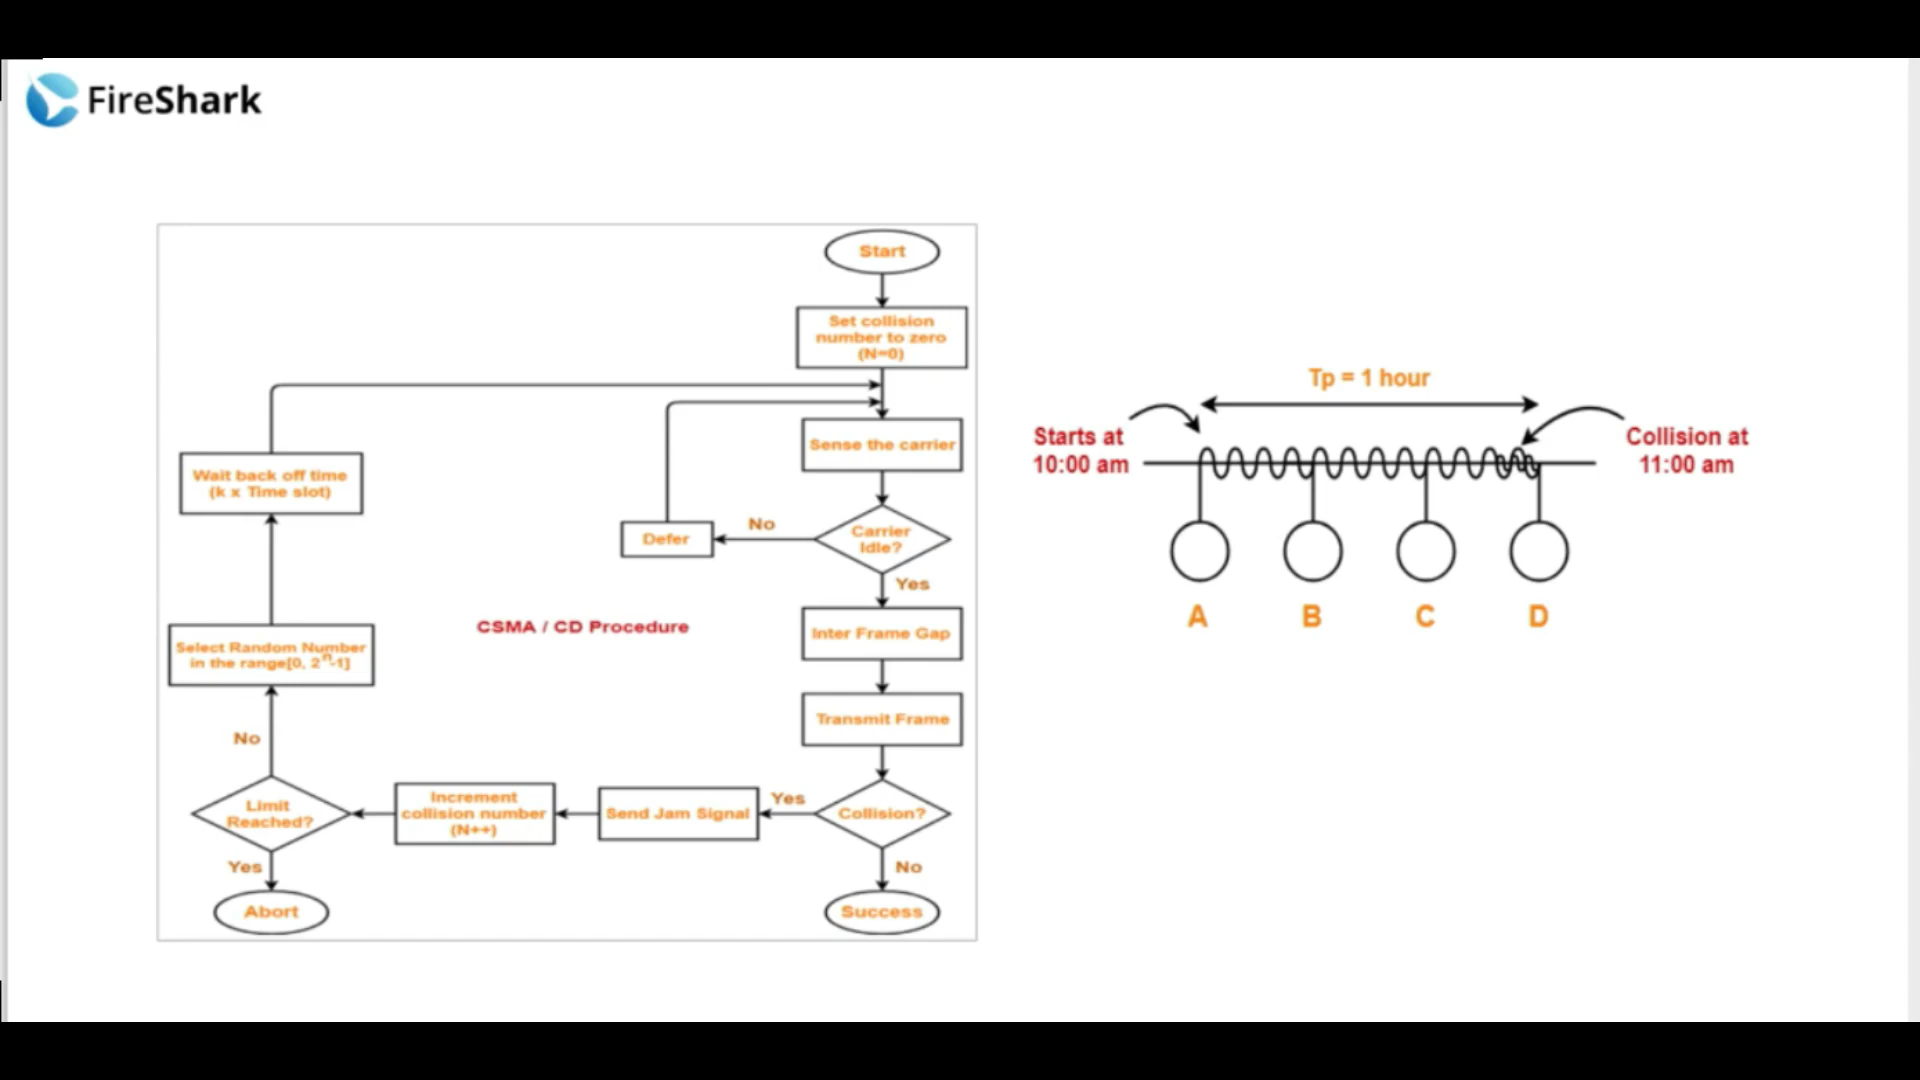 FireShark
Start
Set collision
number to zero
(N=0)
Sense the carrier
Carrier
Idle?
No
Defer
Yes
Inter Frame Gap
Transmit Frame
Collision?
No
Success
Yes
Send Jam Signal
Increment
collision number
(N++)
Limit
Reached?
Yes
Abort
No
Select Random Number
in the range[0, 2^n-1]
Wait back off time
(k x Time slot)
CSMA / CD Procedure
Tp = 1 hour
Starts at
10:00 am
Collision at
11:00 am
A
B
C
D